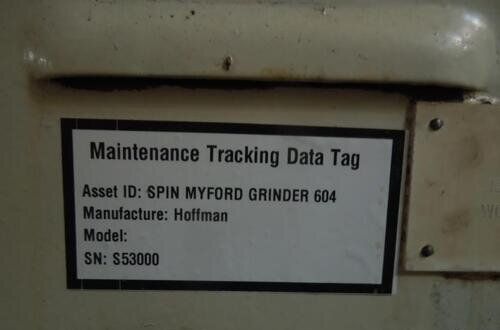 Maintenance Tracking Data Tag
Asset ID: SPIN MYFORD GRINDER 604
Manufacture: Hoffman
Model:
SN: S53000